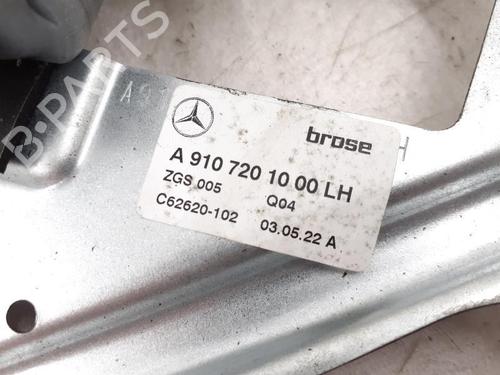 brose
A 910 720 10 00 LH
ZGS 005 Q04
C62620-102 03.05.22 A
B-PARTS